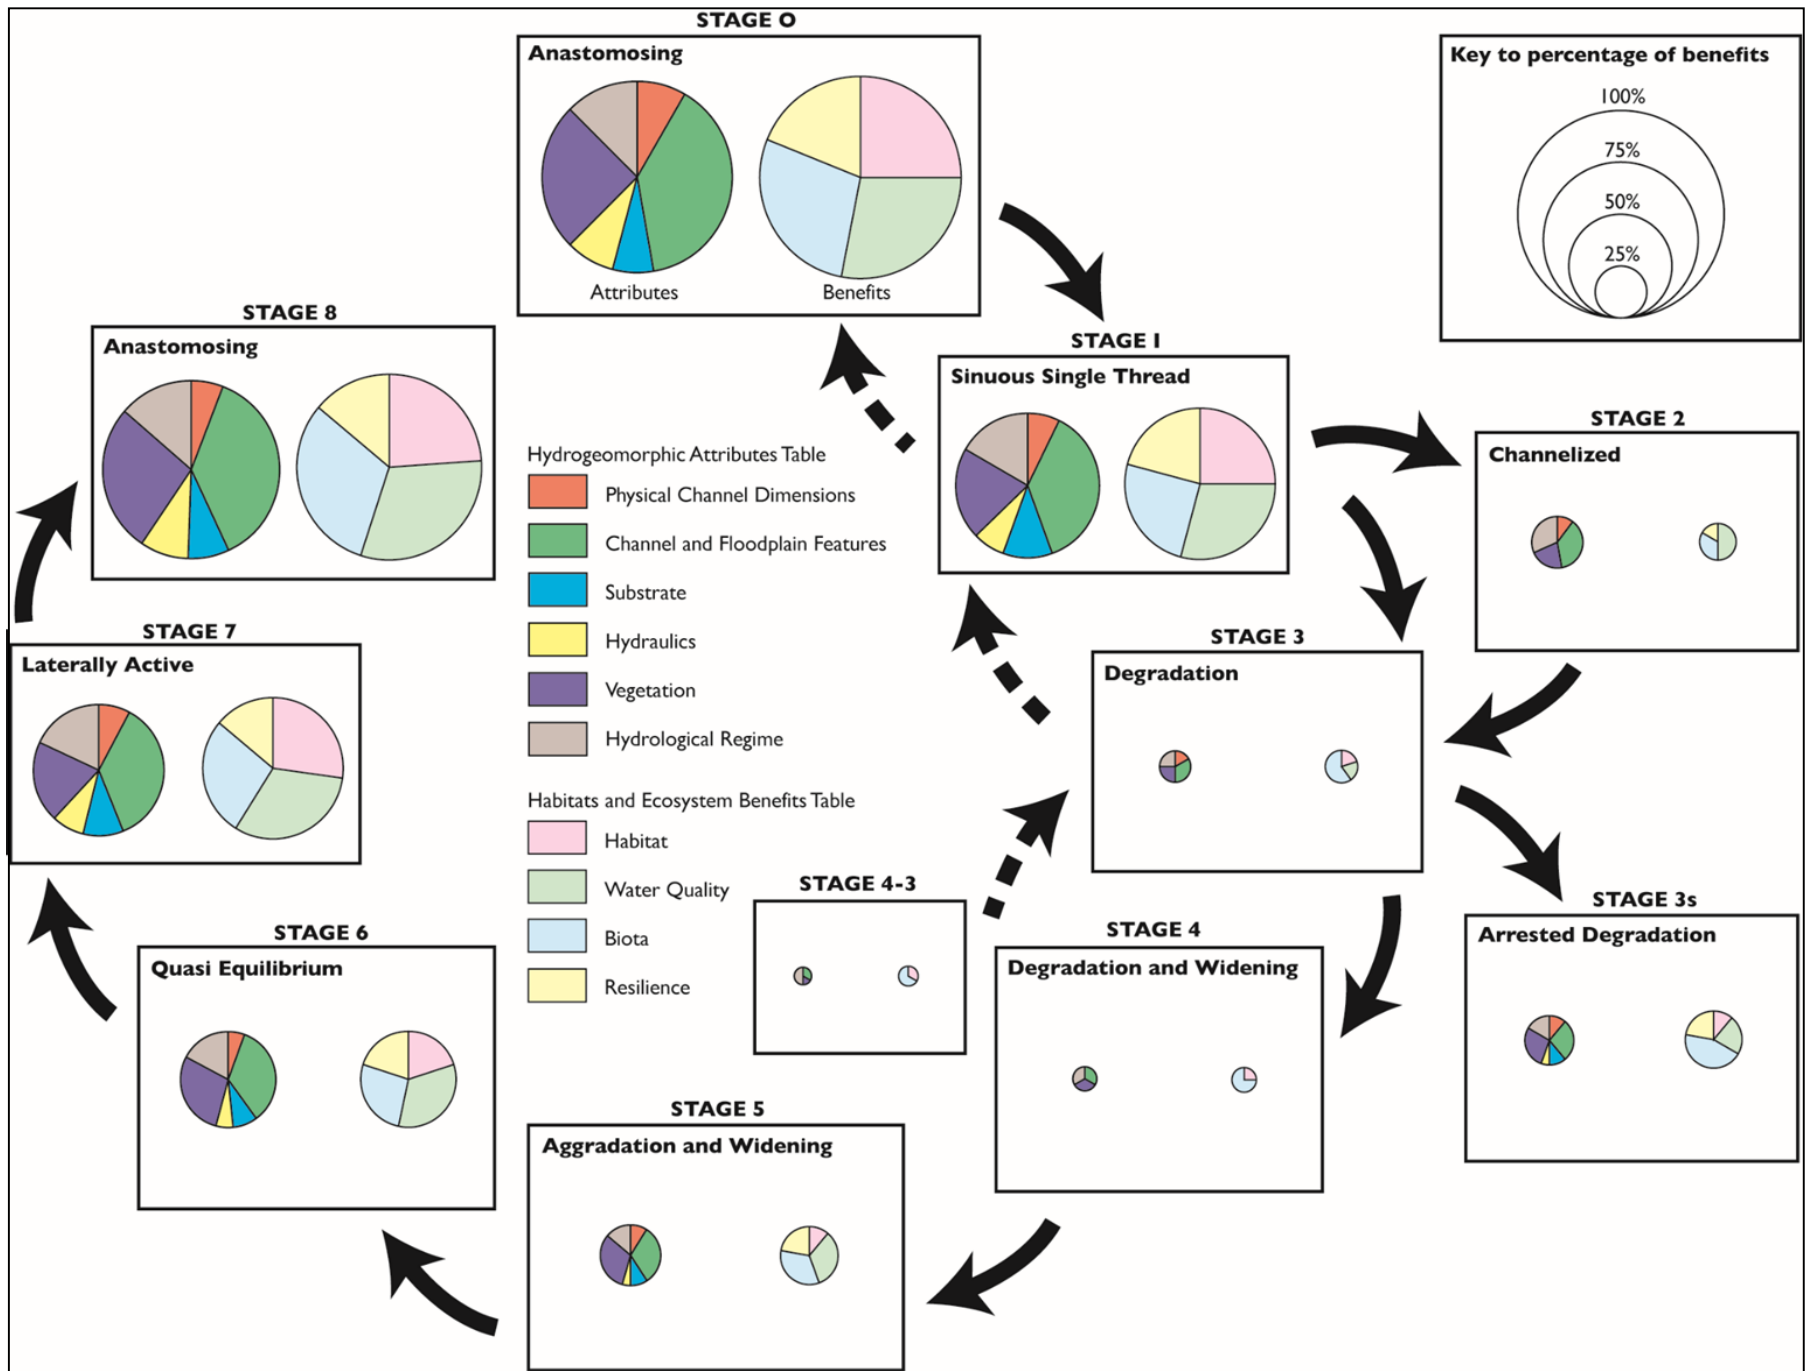 STAGE O
Anastomosing
Attributes
Benefits
Key to percentage of benefits
100%
75%
50%
25%
STAGE 8
Anastomosing
STAGE I
Sinuous Single Thread
STAGE 2
Channelized
Hydrogeomorphic Attributes Table
Physical Channel Dimensions
Channel and Floodplain Features
Substrate
Hydraulics
Vegetation
Hydrological Regime
Habitats and Ecosystem Benefits Table
Habitat
Water Quality
Biota
Resilience
STAGE 7
Laterally Active
STAGE 3
Degradation
STAGE 4-3
STAGE 3s
Arrested Degradation
STAGE 6
Quasi Equilibrium
STAGE 4
Degradation and Widening
STAGE 5
Aggradation and Widening